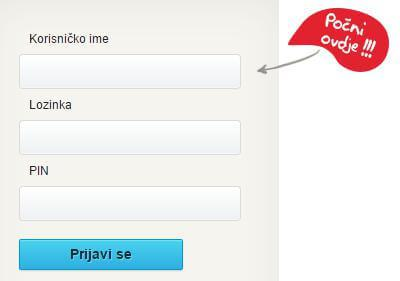 Korisničko ime
Počni
ovdje !!!
Lozinka
PIN
Prijavi se